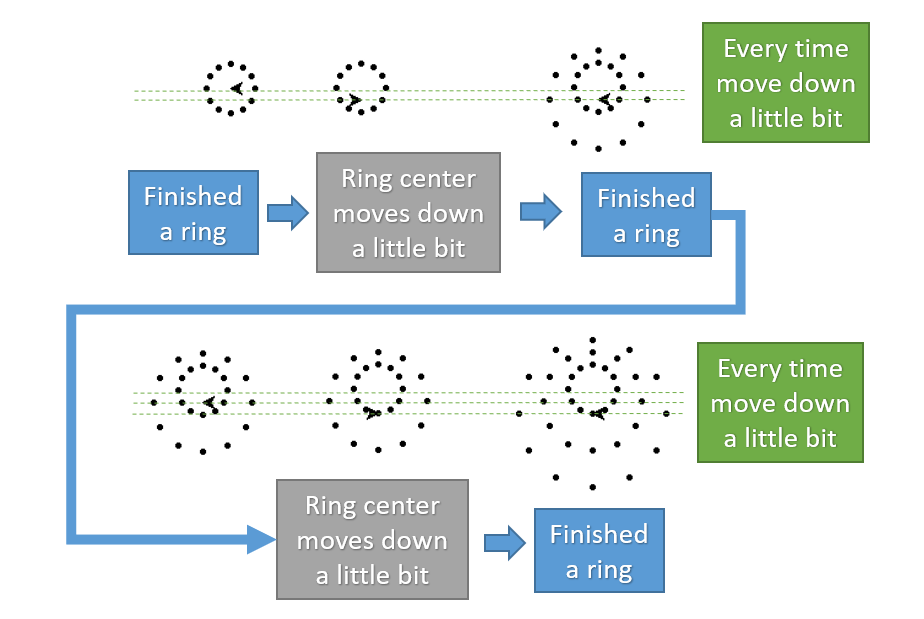 Every time
move down
a little bit
Finished
a ring
Ring center
moves down
a little bit
Finished
a ring
Every time
move down
a little bit
Ring center
moves down
a little bit
Finished
a ring